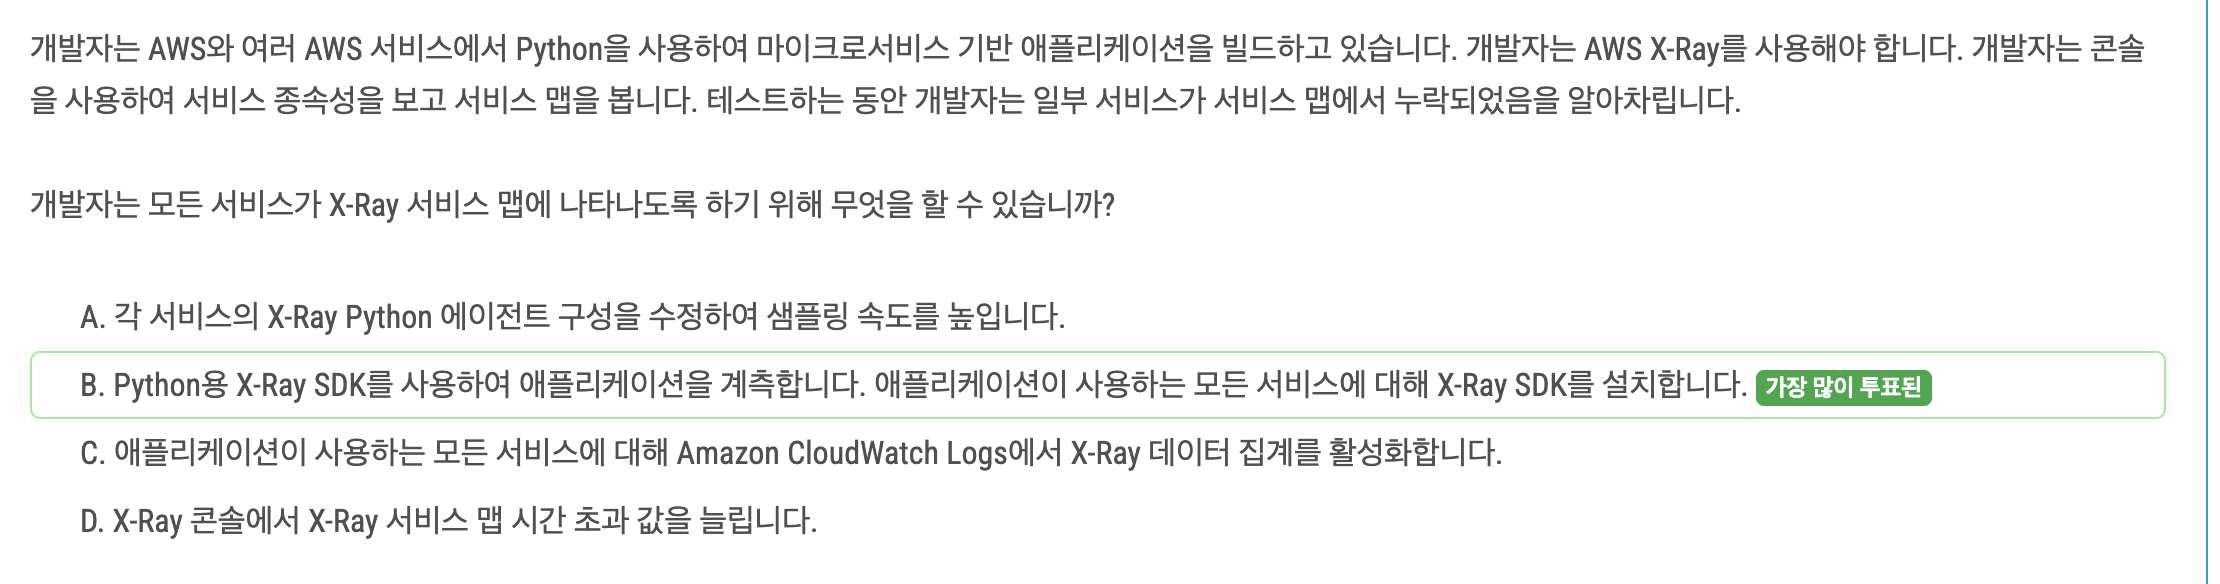 개발자는 AWS와 여러 AWS 서비스에서 Python을 사용하여 마이크로서비스 기반 애플리케이션을 빌드하고 있습니다. 개발자는 AWS X-Ray를 사용해야 합니다. 개발자는 콘솔
을 사용하여 서비스 종속성을 보고 서비스 맵을 봅니다. 테스트하는 동안 개발자는 일부 서비스가 서비스 맵에서 누락되었음을 알아차립니다.
개발자는 모든 서비스가 X-Ray 서비스 맵에 나타나도록 하기 위해 무엇을 할 수 있습니까?
A. 각 서비스의 X-Ray Python 에이전트 구성을 수정하여 샘플링 속도를 높입니다.
B. Python용 X-Ray SDK를 사용하여 애플리케이션을 계측합니다. 애플리케이션이 사용하는 모든 서비스에 대해 X-Ray SDK를 설치합니다. 가장 많이 투표된
C. 애플리케이션이 사용하는 모든 서비스에 대해 Amazon CloudWatch Logs에서 X-Ray 데이터 집계를 활성화합니다.
D. X-Ray 콘솔에서 X-Ray 서비스 맵 시간 초과 값을 늘립니다.